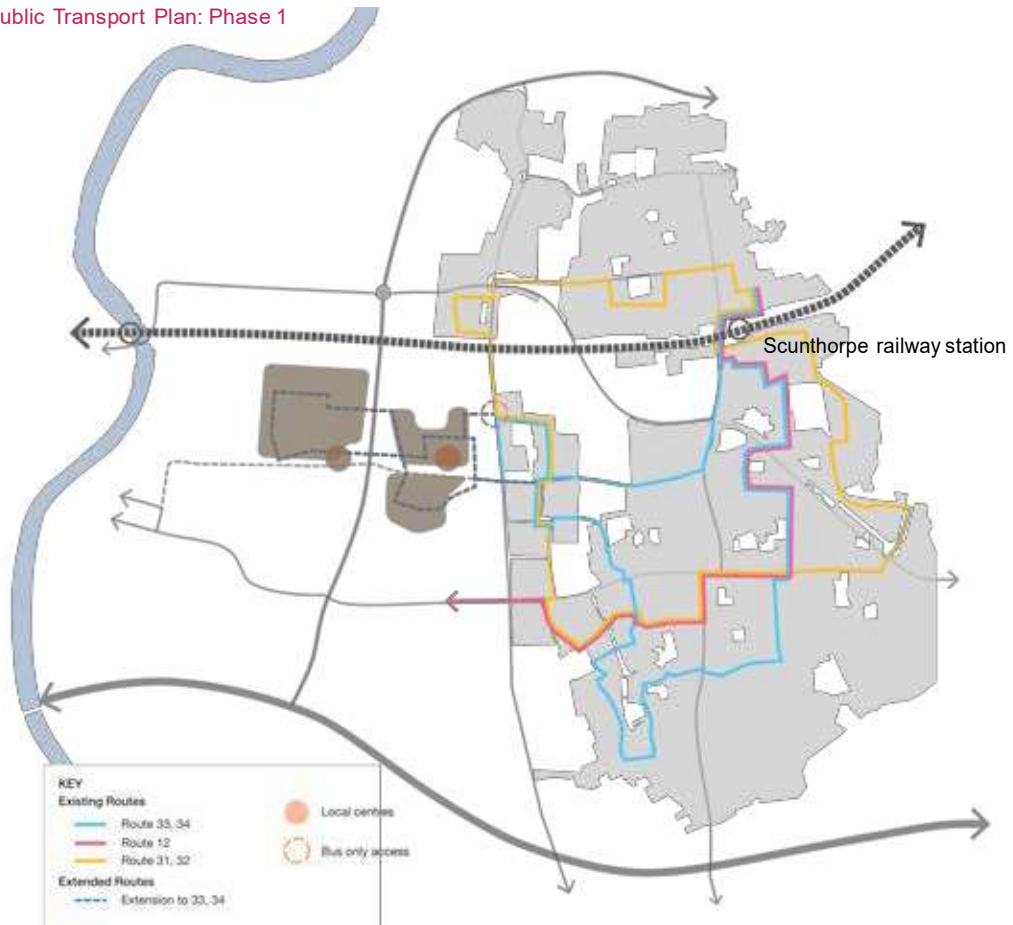 ublic Transport Plan: Phase 1
Scunthorpe railway station
KEY
Existing Routes
Route 33, 34
Route 12
Route 31, 32
Extended Routes
Extension to 33, 34
Local centres
Bus only access